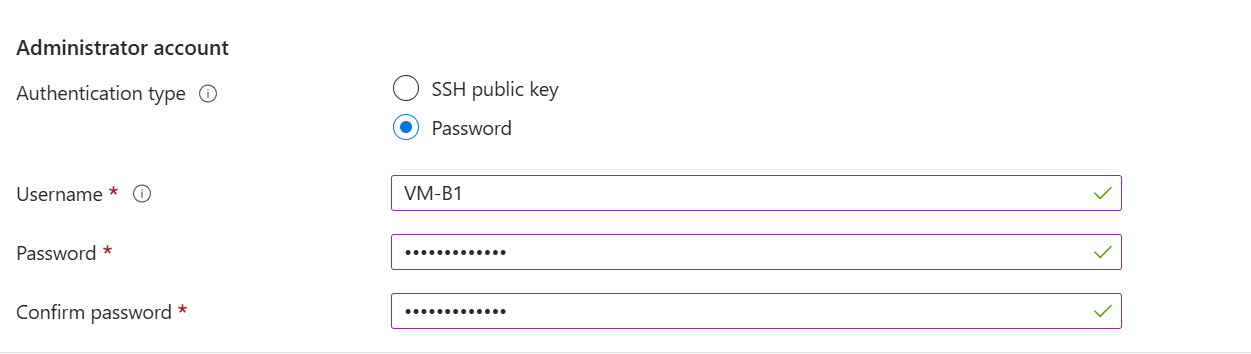 Administrator account
Authentication type
SSH public key
Password
Username *
VM-B1
Password *
•••••••••••••
Confirm password *
•••••••••••••